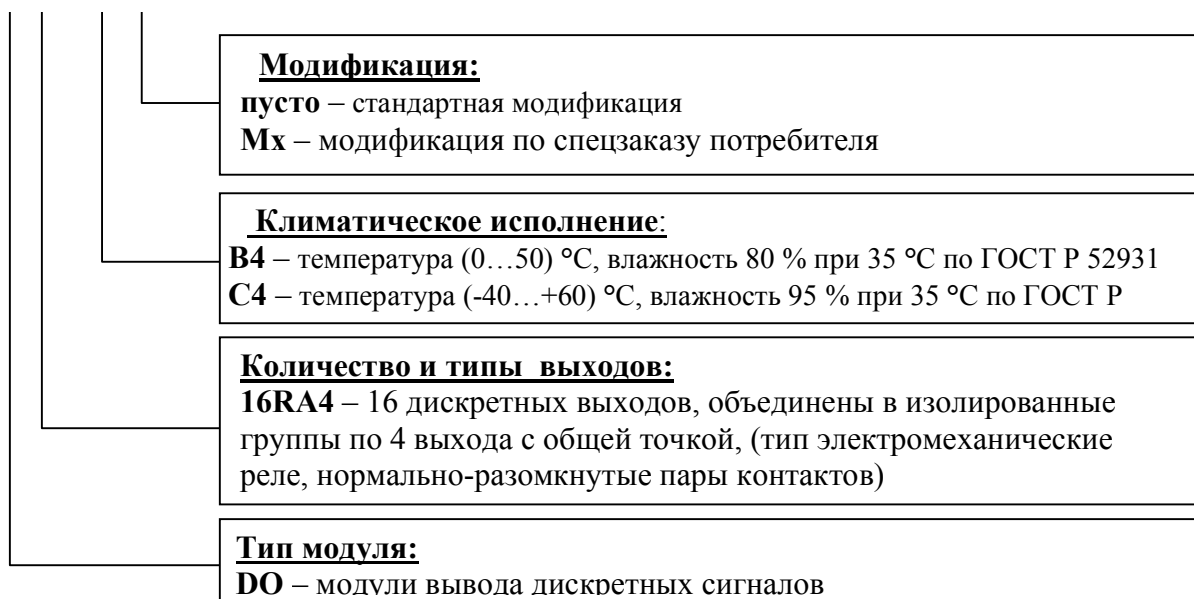 Модификация:
пусто – стандартная модификация
Мх – модификация по спецзаказу потребителя
Климатическое исполнение:
В4 – температура (0…50) °С, влажность 80 % при 35 °С по ГОСТ Р 52931
С4 – температура (-40…+60) °С, влажность 95 % при 35 °С по ГОСТ Р
Количество и типы выходов:
16RA4 – 16 дискретных выходов, объединены в изолированные
группы по 4 выхода с общей точкой, (тип электромеханические
реле, нормально-разомкнутые пары контактов)
Тип модуля:
DO – модули вывода дискретных сигналов